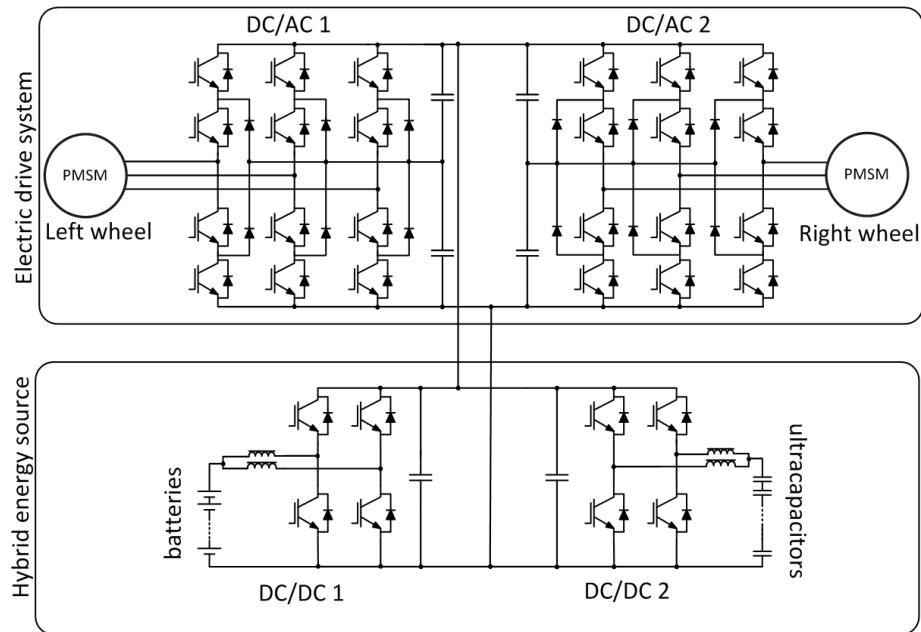 DC/AC 1
DC/AC 2
Electric drive system
PMSM
PMSM
Left wheel
Right wheel
Hybrid energy source
batteries
ultracapacitors
DC/DC 1
DC/DC 2